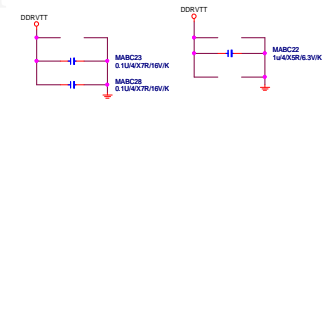 DDRVTT
MABC23
0.1U/4/X7R/16V/K
MABC28
0.1U/4/X7R/16V/K
DDRVTT
MABC22
1u/4/X5R/6.3V/K